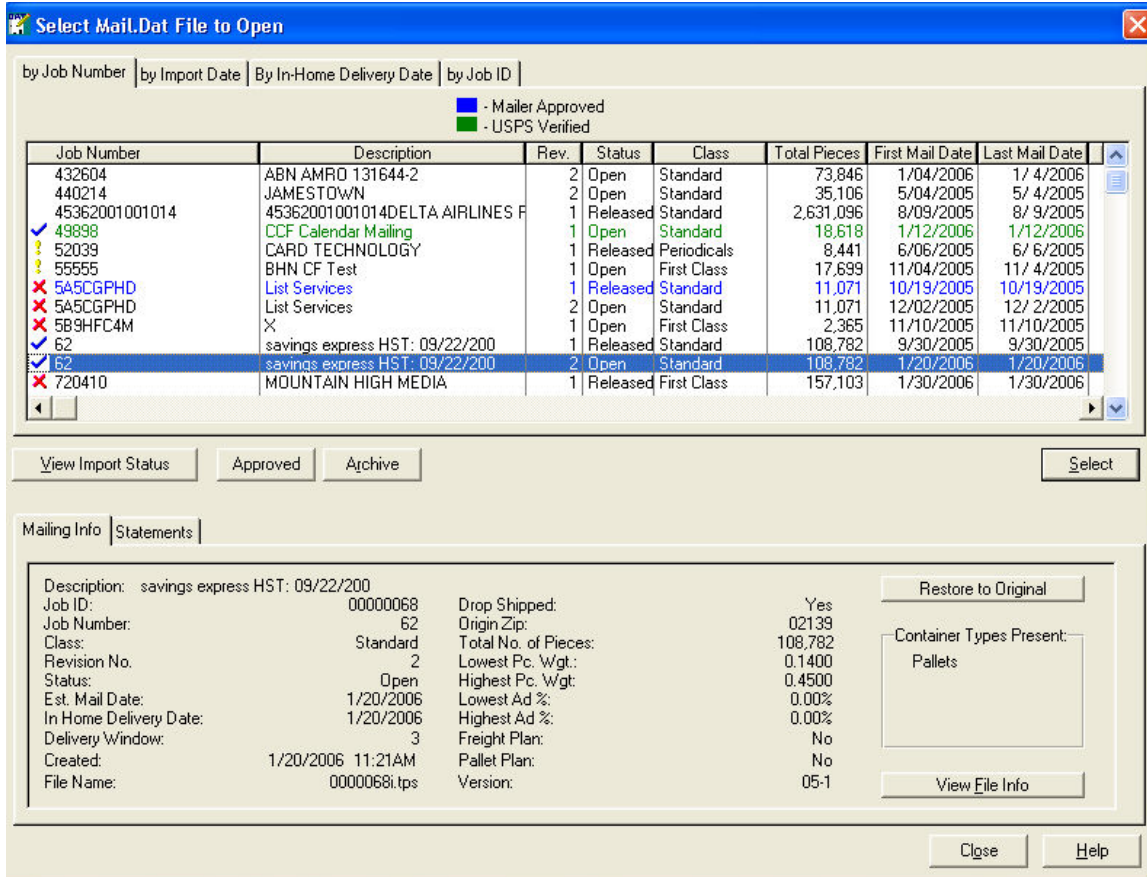 Select Mail.Dat File to Open
by Job Number by Import Date By In-Home Delivery Date by Job ID
- Mailer Approved
- USPS Verified
Job Number Description Rev. Status Class Total Pieces First Mail Date Last Mail Date
432604 ABN AMRO 131644-2 2 Open Standard 73,846 1/04/2006 1/ 4/2006
440214 JAMESTOWN 2 Open Standard 35,106 5/04/2005 5/ 4/2005
45362001001014 45362001001014DELTA AIRLINES F 1 Released Standard 2,631,096 8/09/2005 8/ 9/2005
49898 CCF Calendar Mailing 1 Open Standard 18,618 1/12/2006 1/12/2006
52039 CARD TECHNOLOGY 1 Released Periodicals 8,441 6/06/2005 6/ 6/2005
55555 BHN CF Test 1 Open First Class 17,699 11/04/2005 11/ 4/2005
5A5CGPHD List Services 1 Released Standard 11,071 10/19/2005 10/19/2005
5A5CGPHD List Services 2 Open Standard 11,071 12/02/2005 12/ 2/2005
5B9HFC4M X 1 Open First Class 2,365 11/10/2005 11/10/2005
62 savings express HST: 09/22/200 1 Released Standard 108,782 9/30/2005 9/30/2005
62 savings express HST: 09/22/200 2 Open Standard 108,782 1/20/2006 1/20/2006
720410 MOUNTAIN HIGH MEDIA 1 Released First Class 157,103 1/30/2006 1/30/2006
View Import Status Approved Archive Select
Mailing Info Statements
Description: savings express HST: 09/22/200
Job ID: 00000068 Drop Shipped: Yes
Job Number: 62 Origin Zip: 02139
Class: Standard Total No. of Pieces: 108,782
Revision No. 2 Lowest Pc. Wgt.: 0.1400
Status: Open Highest Pc. Wgt: 0.4500
Est. Mail Date: 1/20/2006 Lowest Ad %: 0.00%
In Home Delivery Date: 1/20/2006 Highest Ad %: 0.00%
Delivery Window: 3 Freight Plan: No
Created: 1/20/2006 11:21AM Pallet Plan: No
File Name: 0000068i.tps Version: 05-1
Restore to Original
Container Types Present:
Pallets
View File Info
Close Help